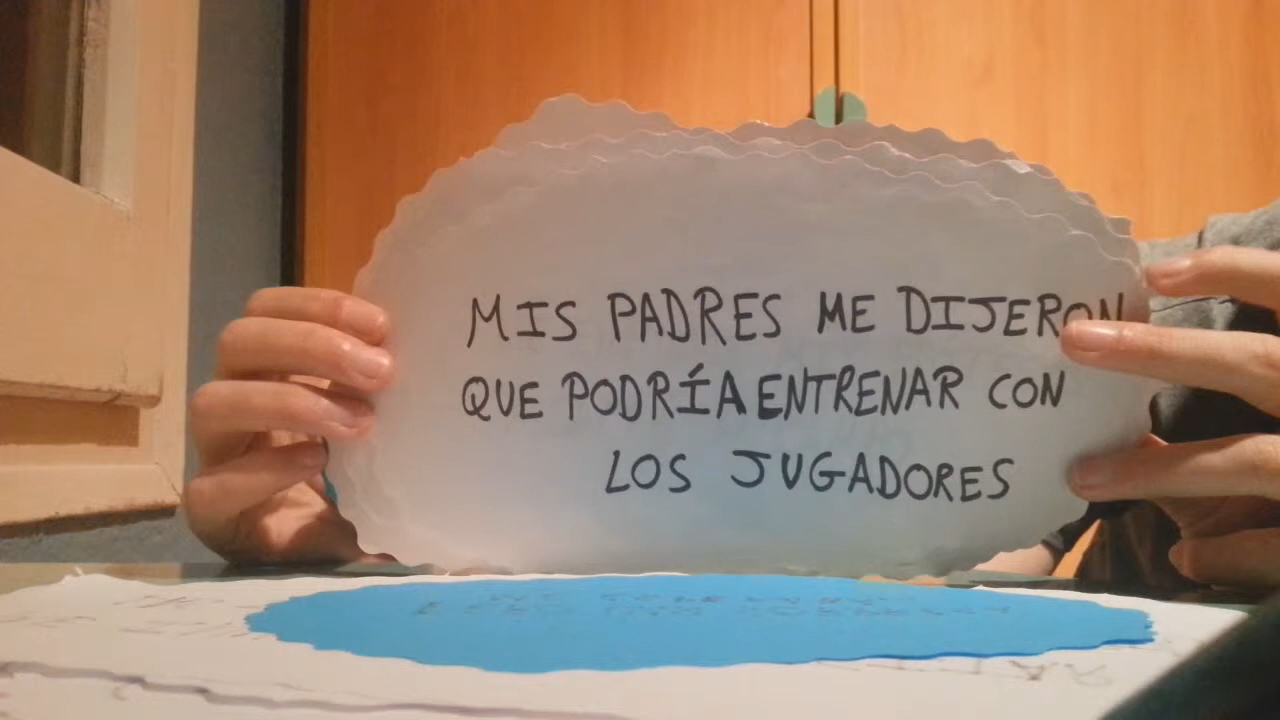 MIS PADRES ME DIJERON
QUE PODRÍA ENTRENAR CON
LOS JUGADORES